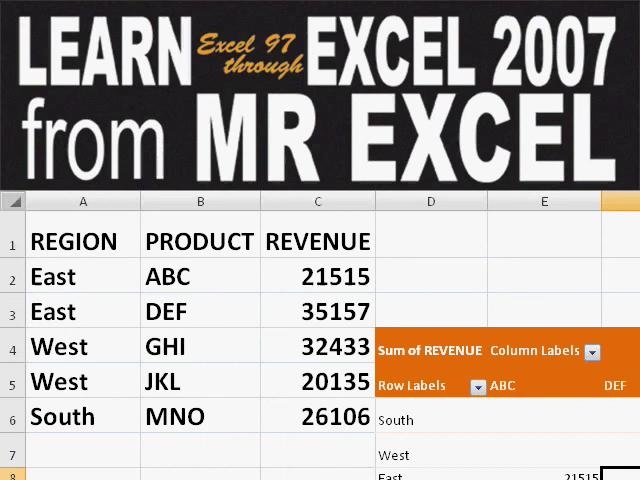 LEARN Excel 97 through EXCEL 2007
from MR EXCEL
A B C D E
1 REGION PRODUCT REVENUE
2 East ABC 21515
3 East DEF 35157
4 West GHI 32433 Sum of REVENUE Column Labels
5 West JKL 20135 Row Labels ABC DEF
6 South MNO 26106 South
7 West
8 East 21515